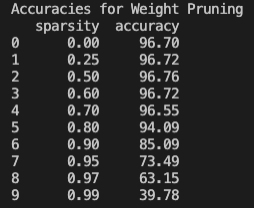 Accuracies for Weight Pruning
sparsity accuracy
0 0.00 96.70
1 0.25 96.72
2 0.50 96.76
3 0.60 96.72
4 0.70 96.55
5 0.80 94.09
6 0.90 85.09
7 0.95 73.49
8 0.97 63.15
9 0.99 39.78